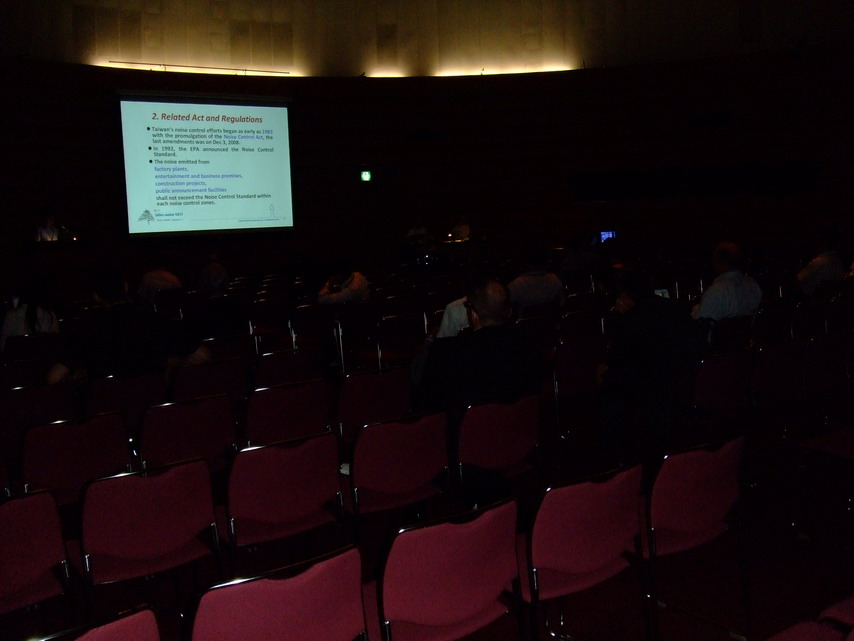 2. Related Act and Regulations
Taiwan's noise control efforts began as early as 1983
with the promulgation of the Noise Control Act, the
last amendments was on Dec 3, 2008.
In 1992, the EPA announced the Noise Control
Standard.
The noise emitted from
factory plants,
entertainment and business premises,
construction projects,
public announcement facilities
shall not exceed the Noise Control Standard within
each noise control zones.
inter-noise 2011